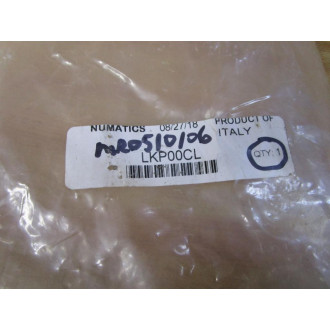 NUMATICS 08/27/18 PRODUCT OF
ITALY
MR0510106
LKP00CL
QTY: 1